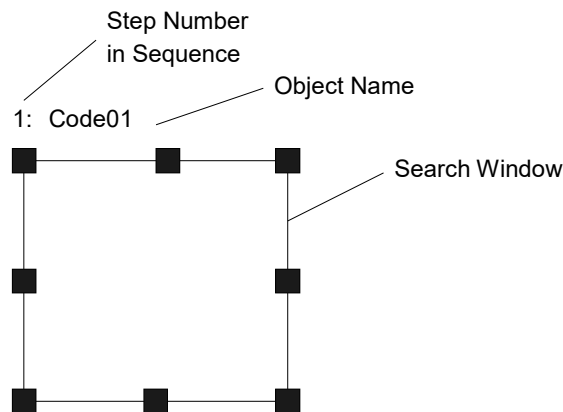 Step Number
in Sequence
Object Name
1: Code01
Search Window